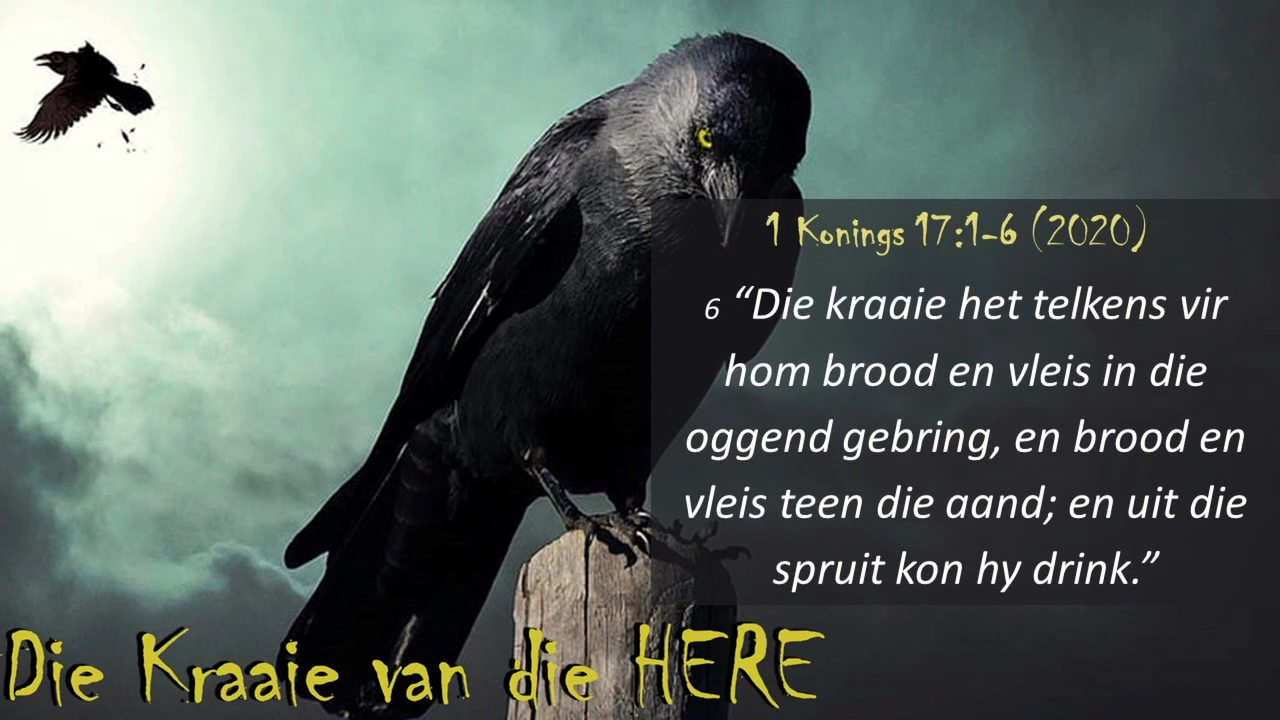 1 Konings 17:1-6 (2020)
6 “Die kraaie het telkens vir
hom brood en vleis in die
oggend gebring, en brood en
vleis teen die aand; en uit die
spruit kon hy drink.”
Die Kraaie van die HERE